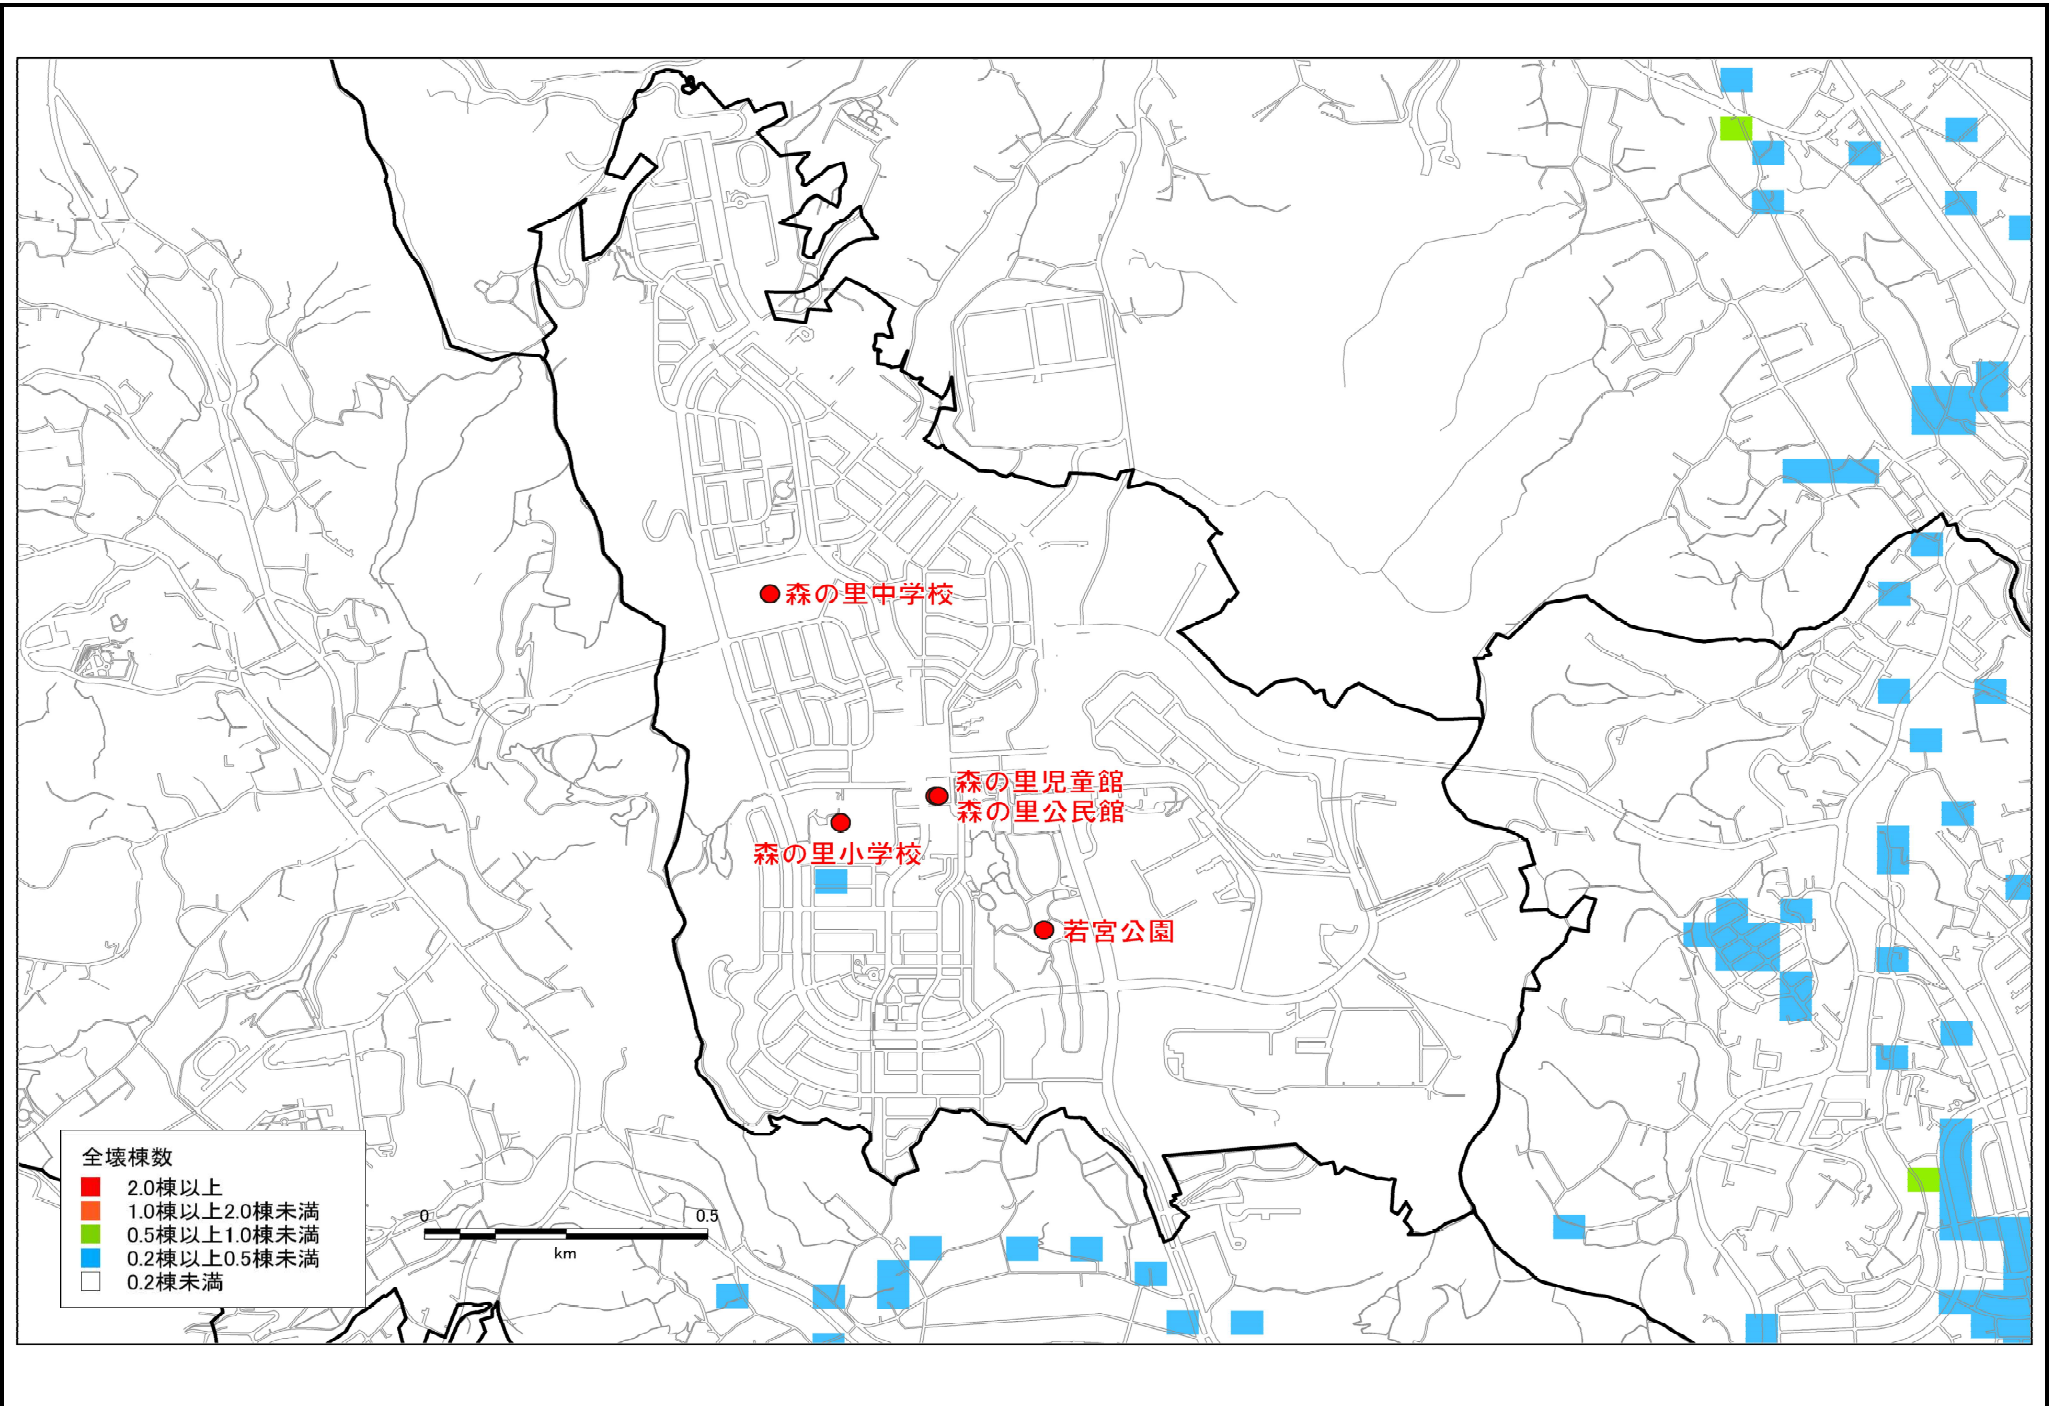 森の里中学校
森の里児童館
森の里公民館
森の里小学校
若宮公園
全壊棟数
2.0棟以上
1.0棟以上2.0棟未満
0.5棟以上1.0棟未満
0.2棟以上0.5棟未満
0.2棟未満
0 0.5
km